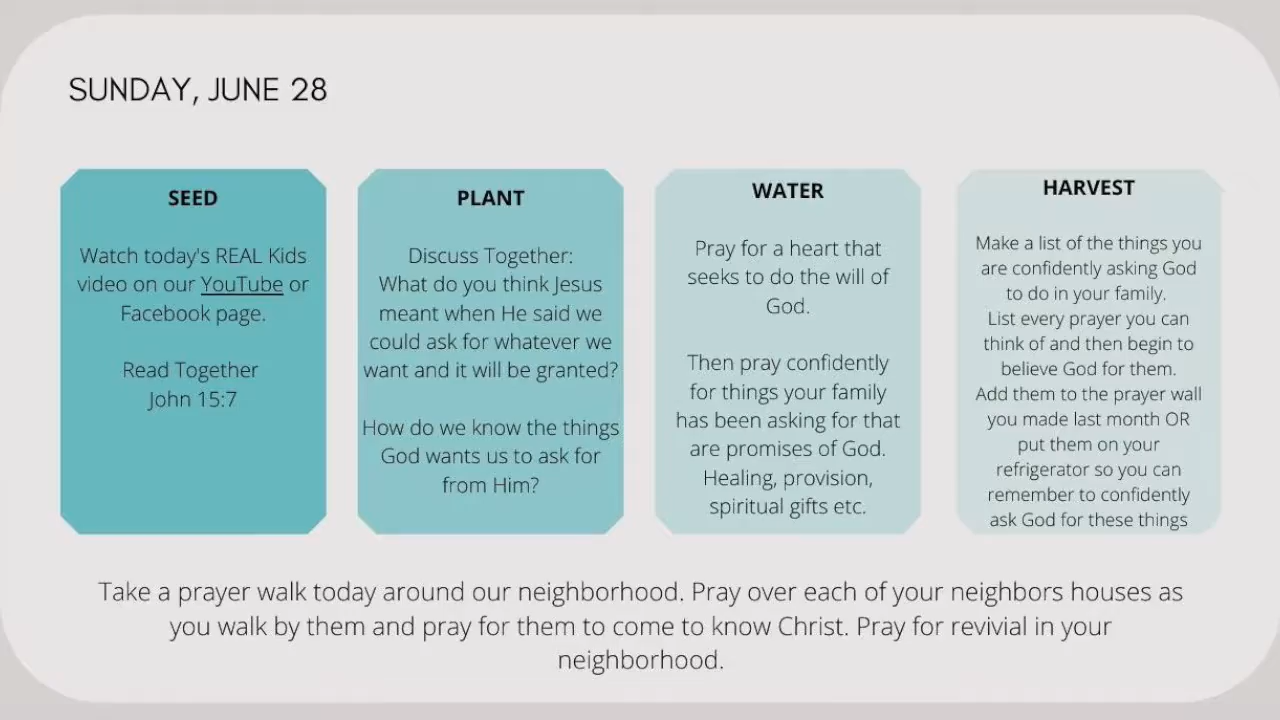 SUNDAY, JUNE 28
SEED
Watch today's REAL Kids
video on our YouTube or
Facebook page.
Read Together
John 15:7
PLANT
Discuss Together:
What do you think Jesus
meant when He said we
could ask for whatever we
want and it will be granted?
How do we know the things
God wants us to ask for
from Him?
WATER
Pray for a heart that
seeks to do the will of
God.
Then pray confidently
for things your family
has been asking for that
are promises of God.
Healing, provision,
spiritual gifts etc.
HARVEST
Make a list of the things you
are confidently asking God
to do in your family.
List every prayer you can
think of and then begin to
believe God for them.
Add them to the prayer wall
you made last month OR
put them on your
refrigerator so you can
remember to confidently
ask God for these things
Take a prayer walk today around our neighborhood. Pray over each of your neighbors houses as
you walk by them and pray for them to come to know Christ. Pray for revivial in your
neighborhood.